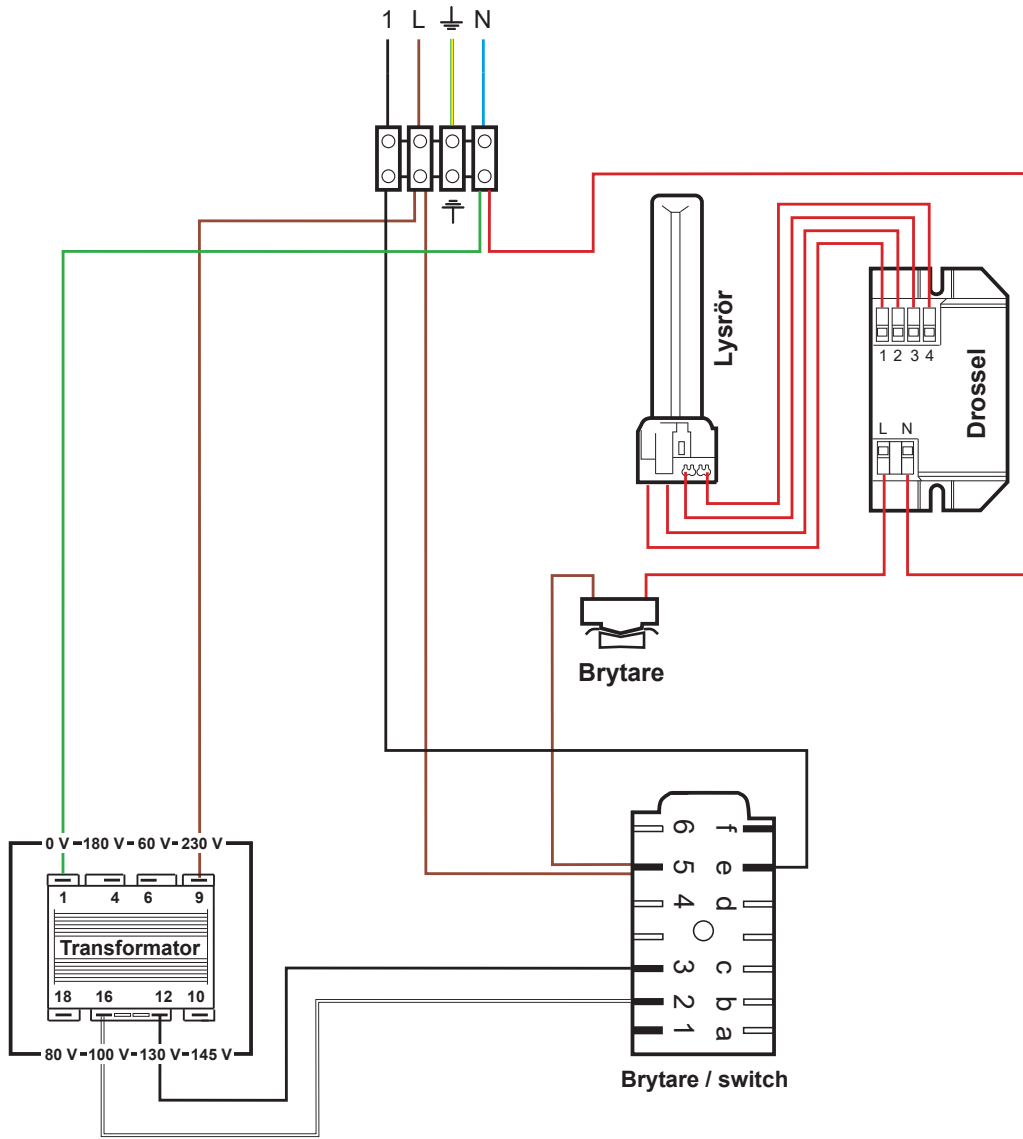 1 L N
Lysrör
1 2 3 4
Drossel
L N
Brytare
0 V 180 V 60 V 230 V
1 4 6 9
Transformator
18 16 12 10
80 V 100 V 130 V 145 V
6 f
5 e
4 d
3 c
2 b
1 a
Brytare / switch